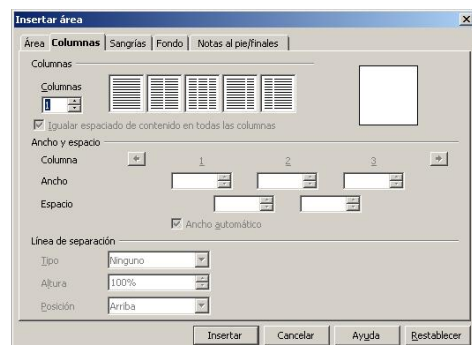 Insertar área
Área Columnas Sangrías Fondo Notas al pie/finales
Columnas
Columnas
1
Igualar espaciado de contenido en todas las columnas
Ancho y espacio
Columna 1 2 3
Ancho
Espacio
Ancho automático
Línea de separación
Tipo Ninguno
Altura 100%
Posición Arriba
Insertar Cancelar Ayuda Restablecer